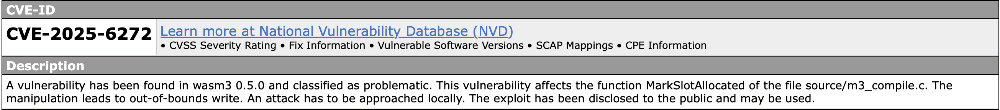 CVE-ID
CVE-2025-6272 Learn more at National Vulnerability Database (NVD)
• CVSS Severity Rating • Fix Information • Vulnerable Software Versions • SCAP Mappings • CPE Information
Description
A vulnerability has been found in wasm3 0.5.0 and classified as problematic. This vulnerability affects the function MarkSlotAllocated of the file source/m3_compile.c. The
manipulation leads to out-of-bounds write. An attack has to be approached locally. The exploit has been disclosed to the public and may be used.